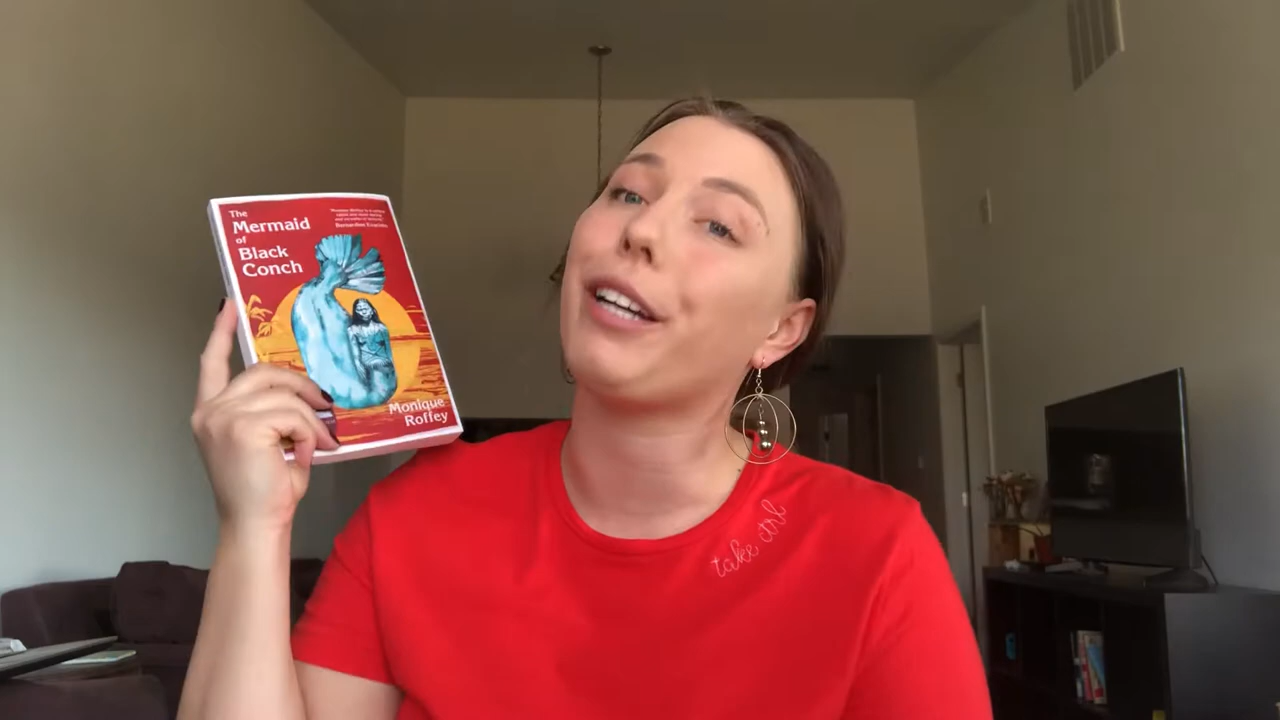 The
Mermaid
of
Black
Conch
Bernardine Evaristo
Monique
Roffey
take ctrl